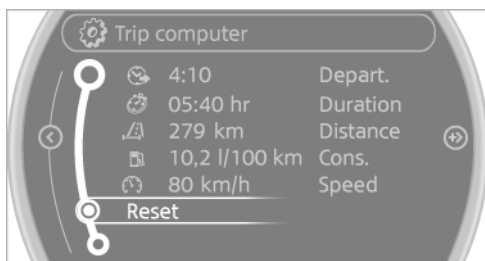 Trip computer
4:10 Depart.
05:40 hr Duration
279 km Distance
10,2 l/100 km Cons.
80 km/h Speed
Reset